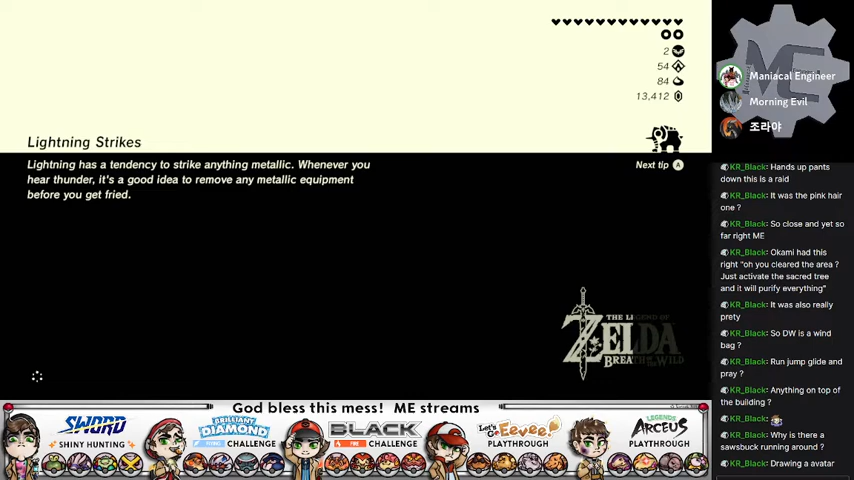 2
54
84
13,412
Lightning Strikes
Lightning has a tendency to strike anything metallic. Whenever you
hear thunder, it's a good idea to remove any metallic equipment
before you get fried.
Next tip A
THE LEGEND OF
ZELDA
BREATH OF THE WILD
ME
Maniacal Engineer
Morning Evil
조라야
KR_Black: Hands up pants
down this is a raid
KR_Black: It was the pink hair
one ?
KR_Black: So close and yet so
far right ME
KR_Black: Okami had this
right "oh you cleared the area ?
Just activate the sacred tree
and it will purify everything"
KR_Black: It was also really
prety
KR_Black: So DW is a wind
bag ?
KR_Black: Run jump glide and
pray ?
KR_Black: Anything on top of
the building ?
KR_Black:
KR_Black: Why is there a
sawsbuck running around ?
KR_Black: Drawing a avatar
God bless this mess!   ME streams
SWORD
SHINY HUNTING
BRILLIANT
DIAMOND
CHALLENGE
BLACK
FIRE CHALLENGE
Let's Go Eevee!
PLAYTHROUGH
LEGENDS
ARCEUS
PLAYTHROUGH